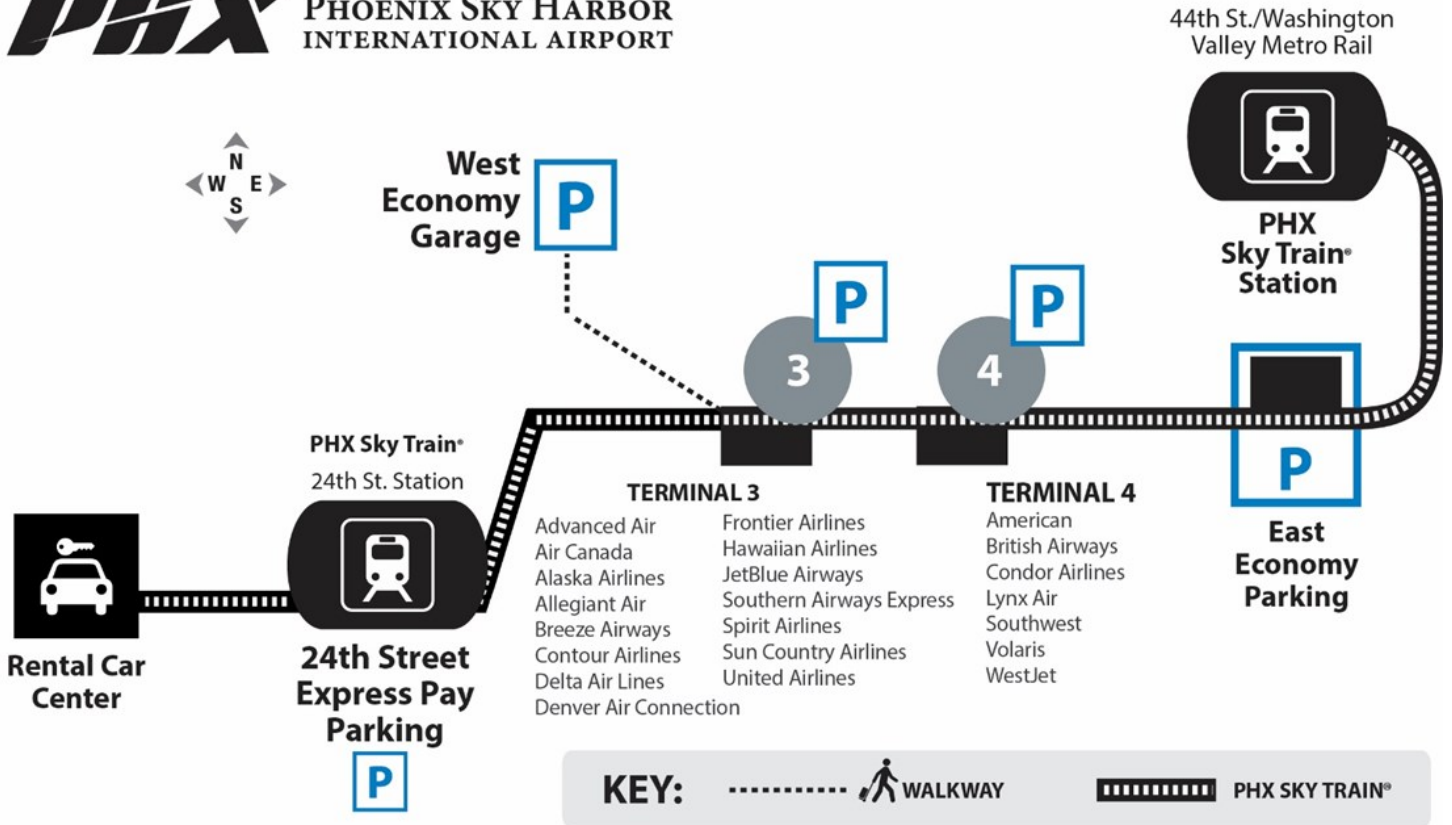 PHX
PHOENIX SKY HARBOR
INTERNATIONAL AIRPORT
44th St./Washington
Valley Metro Rail
N
W E
S
West
Economy
Garage
P
PHX
Sky Train®
Station
P
P
3
4
P
East
Economy
Parking
PHX Sky Train®
24th St. Station
Rental Car
Center
24th Street
Express Pay
Parking
P
TERMINAL 3
Advanced Air
Air Canada
Alaska Airlines
Allegiant Air
Breeze Airways
Contour Airlines
Delta Air Lines
Denver Air Connection
Frontier Airlines
Hawaiian Airlines
JetBlue Airways
Southern Airways Express
Spirit Airlines
Sun Country Airlines
United Airlines
TERMINAL 4
American
British Airways
Condor Airlines
Lynx Air
Southwest
Volaris
WestJet
KEY:
WALKWAY
PHX SKY TRAIN®